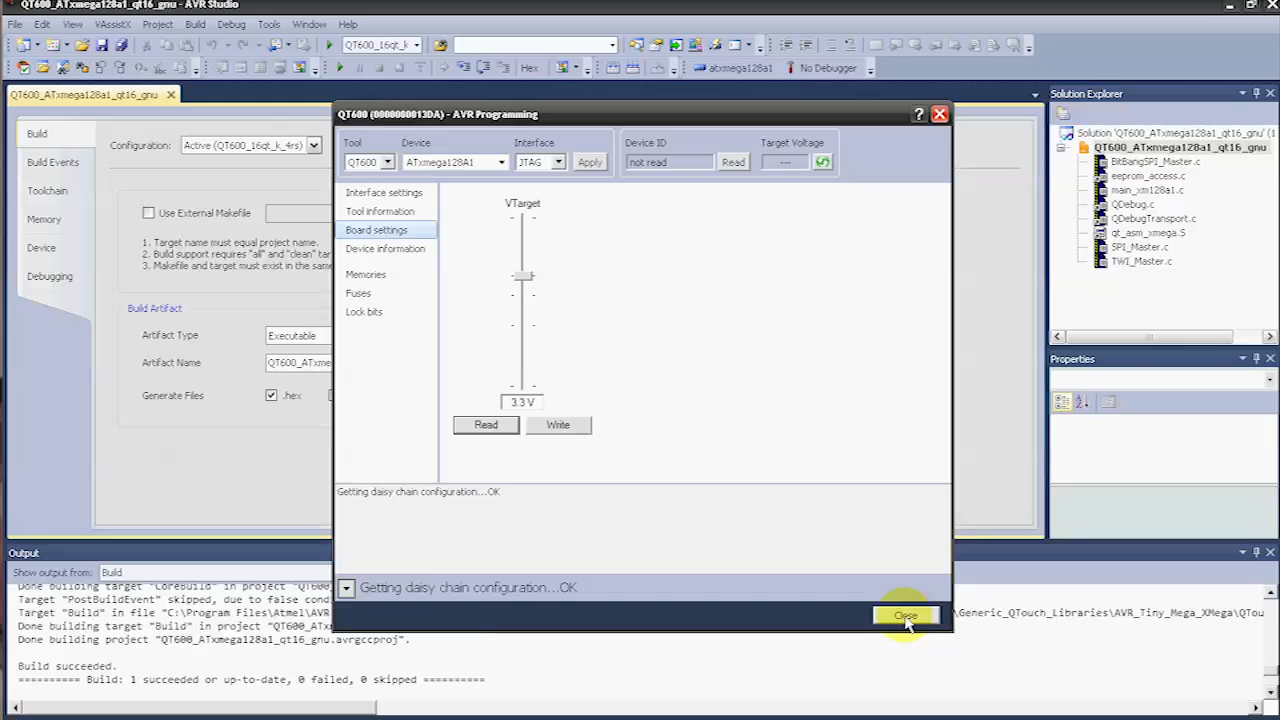 QT600_ATxmega128a1_qt16_gnu - AVR Studio
File Edit View VAssistX Project Build Debug Tools Window Help
QT600_16qt_k
Hex
atxmega128a1 No Debugger
QT600_ATxmega128a1_qt16_gnu
Build
Build Events
Toolchain
Memory
Device
Debugging
Configuration: Active (QT600_16qt_k_4rs)
Use External Makefile
1. Target name must equal project name.
2. Build support requires "all" and "clean" tar
3. Makefile and target must exist in the same
Build Artifact
Artifact Type Executable
Artifact Name QT600_ATxme
Generate Files .hex
QT600 (0000000013DA) - AVR Programming
Tool Device Interface Device ID Target Voltage
QT600 ATxmega128A1 JTAG Apply not read Read ---
Interface settings
Tool information
Board settings
Device information
Memories
Fuses
Lock bits
VTarget
3.3 V
Read Write
Getting daisy chain configuration...OK
Getting daisy chain configuration...OK
Close
Solution Explorer
Solution 'QT600_ATxmega128a1_qt16_gnu' (
QT600_ATxmega128a1_qt16_gnu
BitBangSPI_Master.c
eeprom_access.c
main_xm128a1.c
QDebug.c
QDebugTransport.c
qt_asm_xmega.S
SPI_Master.c
TWI_Master.c
Properties
Output
Show output from: Build
Done building target "CoreBuild" in project "QT600_
Target "PostBuildEvent" skipped, due to false condi
Target "Build" in file "C:\Program Files\Atmel\AVR Generic_QTouch_Libraries\AVR_Tiny_Mega_XMega\QTou
Done building target "Build" in project "QT600_ATxm
Done building project "QT600_ATxmega128a1_qt16_gnu.avrgccproj".
Build succeeded.
========== Build: 1 succeeded or up-to-date, 0 failed, 0 skipped ==========